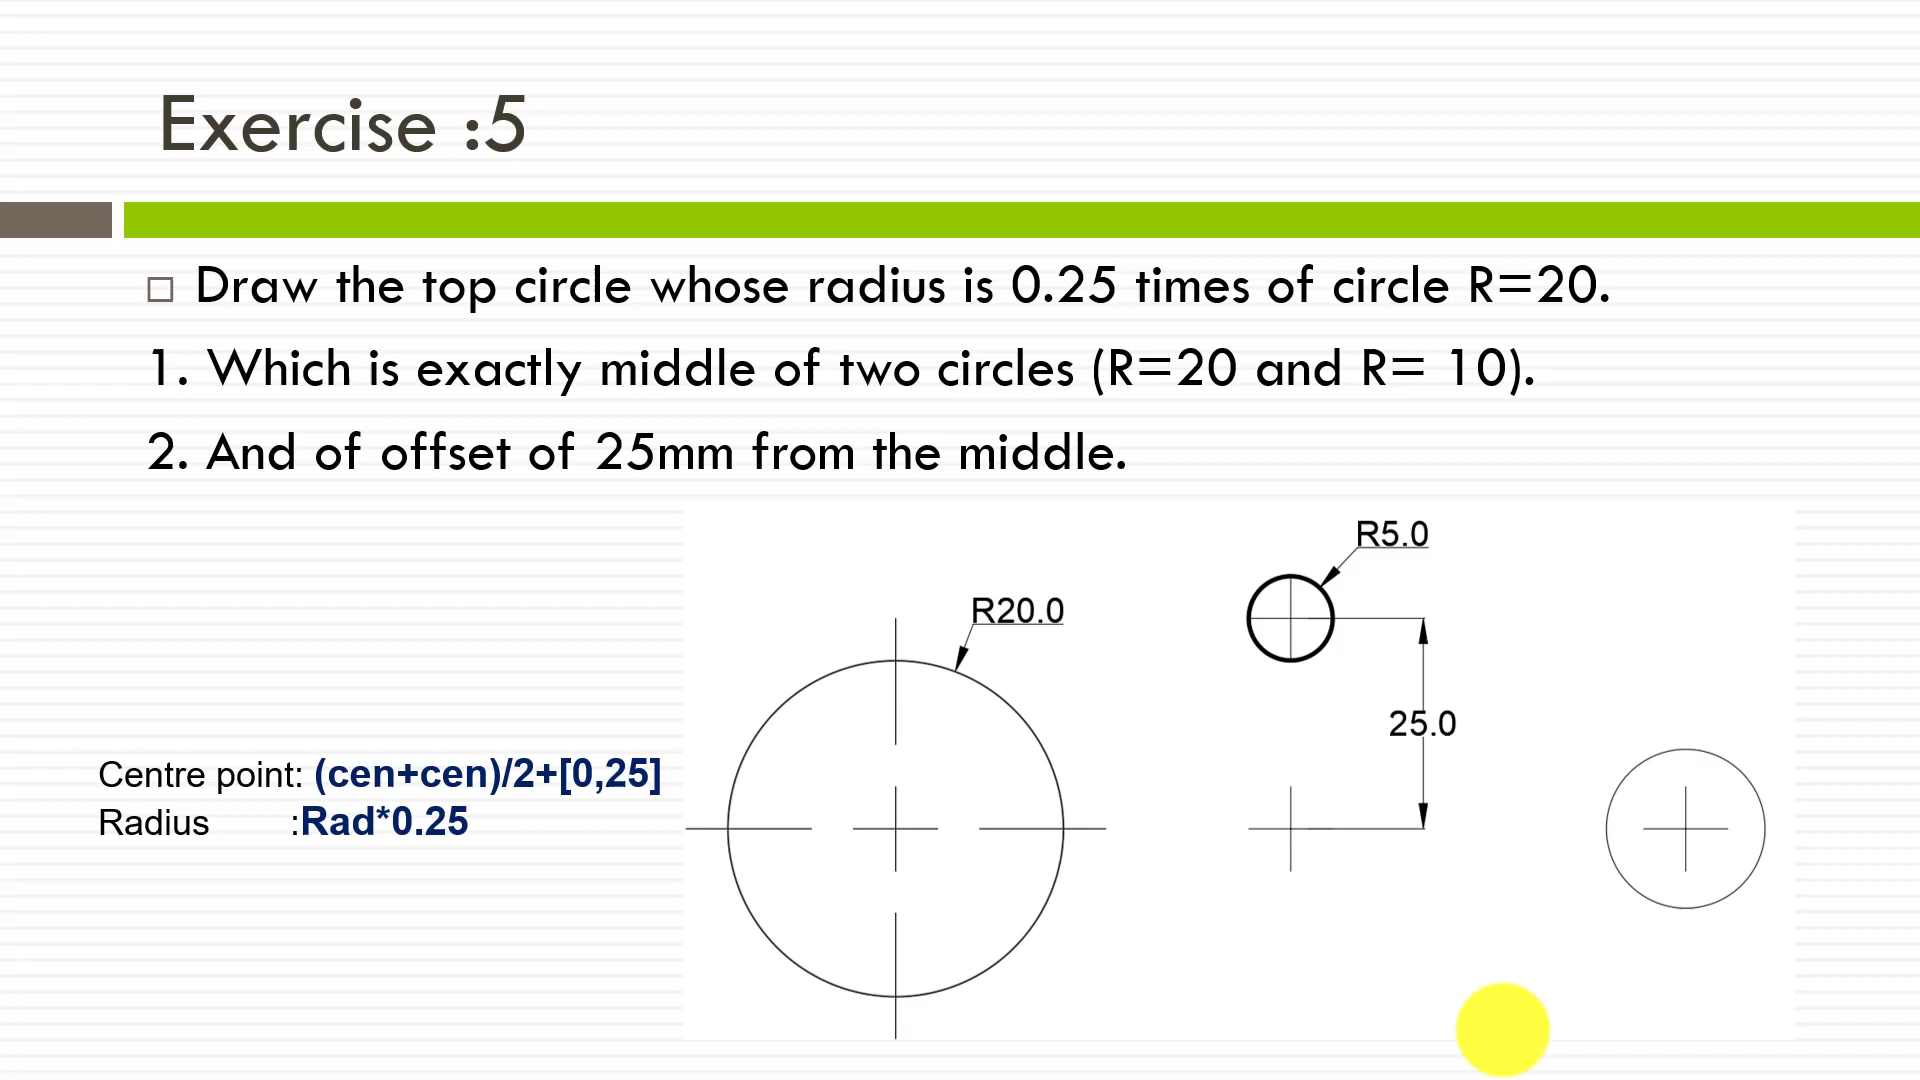 Exercise :5
Draw the top circle whose radius is 0.25 times of circle R=20.
1. Which is exactly middle of two circles (R=20 and R= 10).
2. And of offset of 25mm from the middle.
R5.0
R20.0
25.0
Centre point: (cen+cen)/2+[0,25]
Radius :Rad*0.25